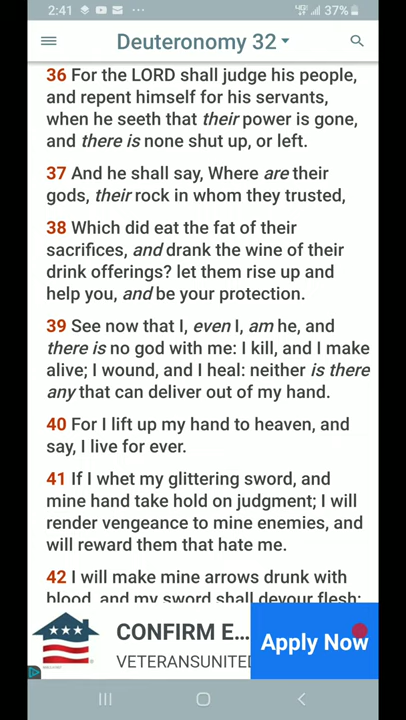 2:41 37%
Deuteronomy 32
36 For the LORD shall judge his people,
and repent himself for his servants,
when he seeth that their power is gone,
and there is none shut up, or left.
37 And he shall say, Where are their
gods, their rock in whom they trusted,
38 Which did eat the fat of their
sacrifices, and drank the wine of their
drink offerings? let them rise up and
help you, and be your protection.
39 See now that I, even I, am he, and
there is no god with me: I kill, and I make
alive; I wound, and I heal: neither is there
any that can deliver out of my hand.
40 For I lift up my hand to heaven, and
say, I live for ever.
41 If I whet my glittering sword, and
mine hand take hold on judgment; I will
render vengeance to mine enemies, and
will reward them that hate me.
42 I will make mine arrows drunk with
blood, and my sword shall devour flesh;
CONFIRM E...
VETERANSUNITED
Apply Now